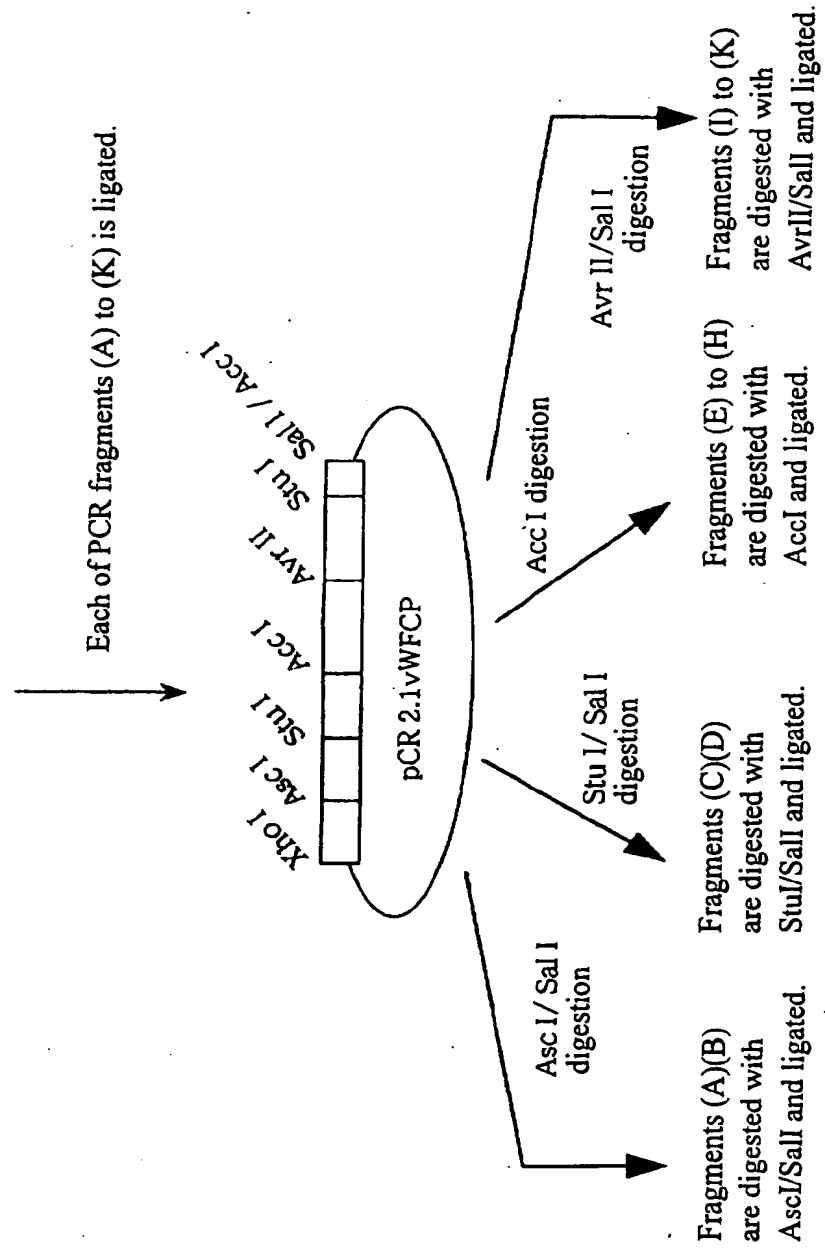 Each of PCR fragments (A) to (K) is ligated.
Xho I
Asc I
Stu I
Acc I
Avr II
Stu I
Sal I / Acc I
pCR 2.1vWFCP
Asc I/ Sal I
digestion
Stu I/ Sal I
digestion
Acc I digestion
Avr II/Sal I
digestion
Fragments (A)(B)
are digested with
AscI/SalI and ligated.
Fragments (C)(D)
are digested with
StuI/SalI and ligated.
Fragments (E) to (H)
are digested with
AccI and ligated.
Fragments (I) to (K)
are digested with
AvrII/SalI and ligated.